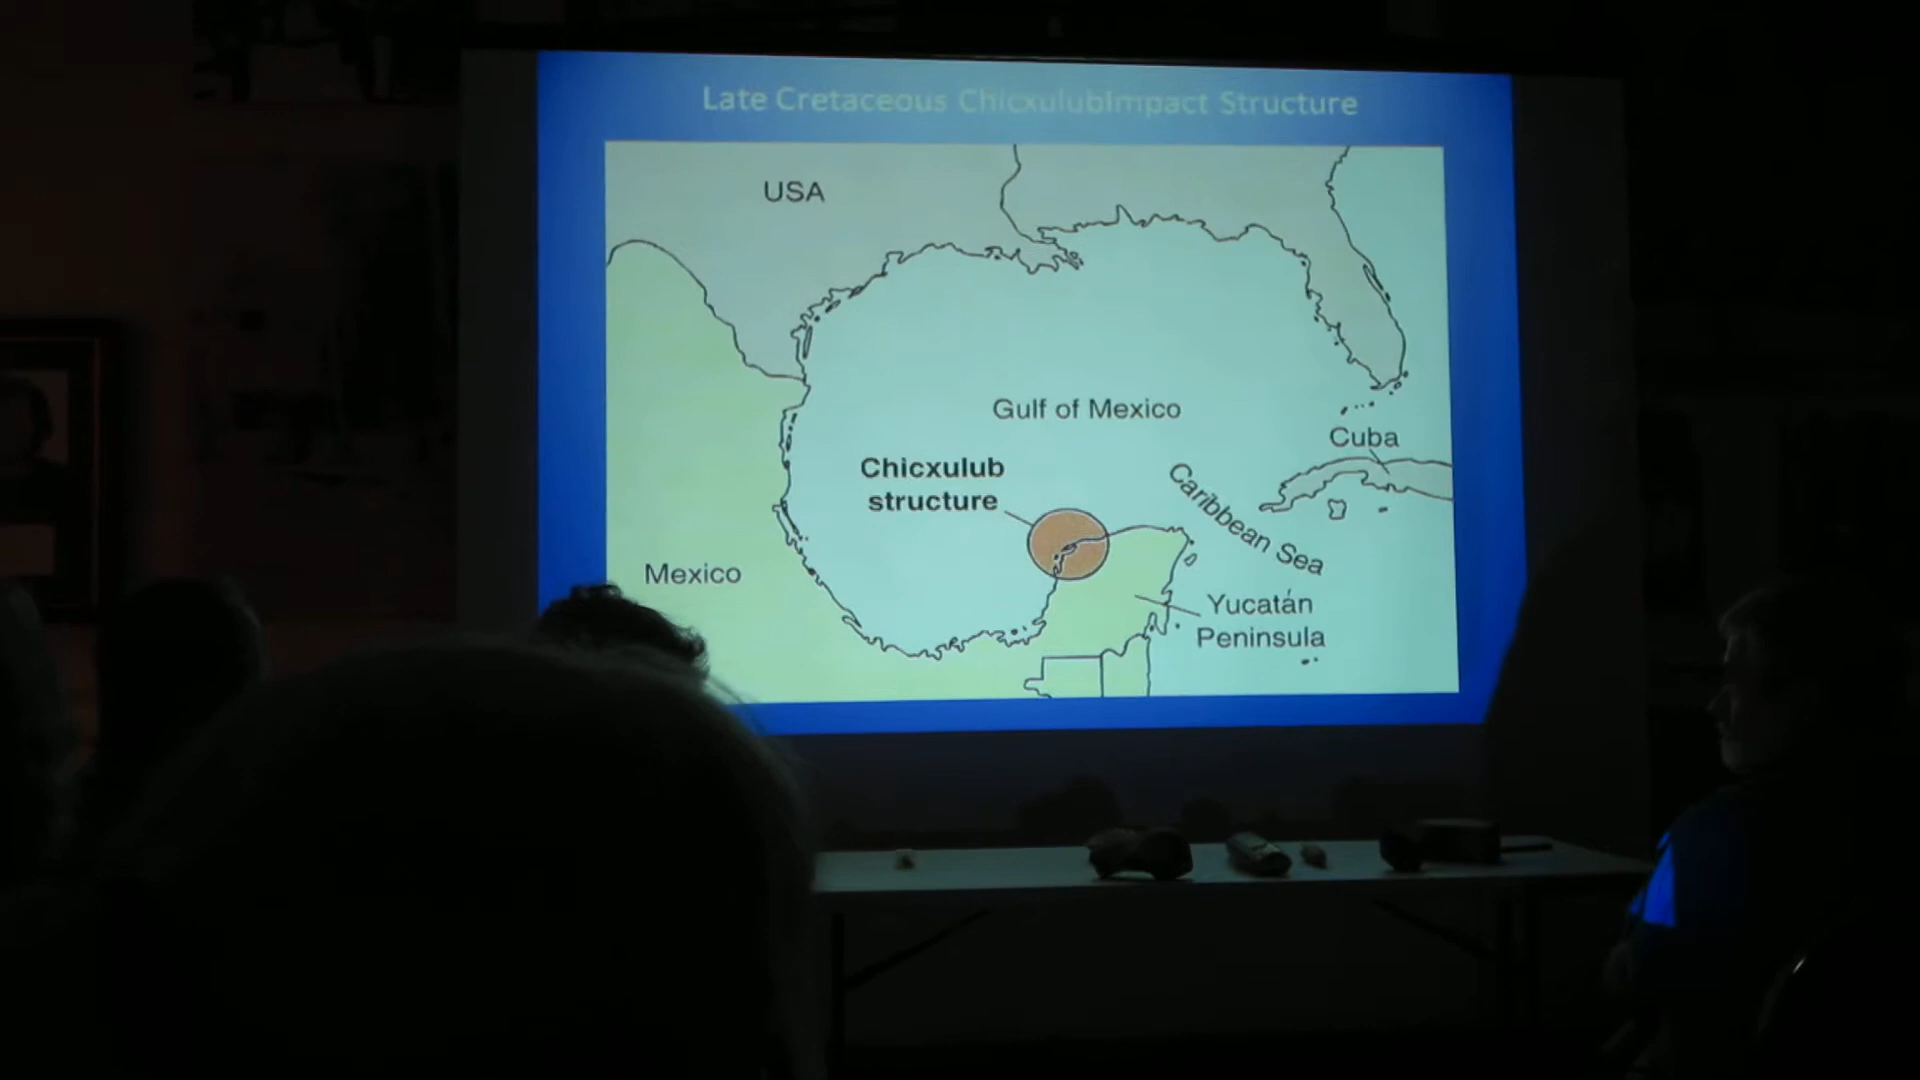 Late Cretaceous ChicxulubImpact Structure
USA
Gulf of Mexico
Cuba
Chicxulub
structure
Caribbean Sea
Mexico
Yucatán
Peninsula